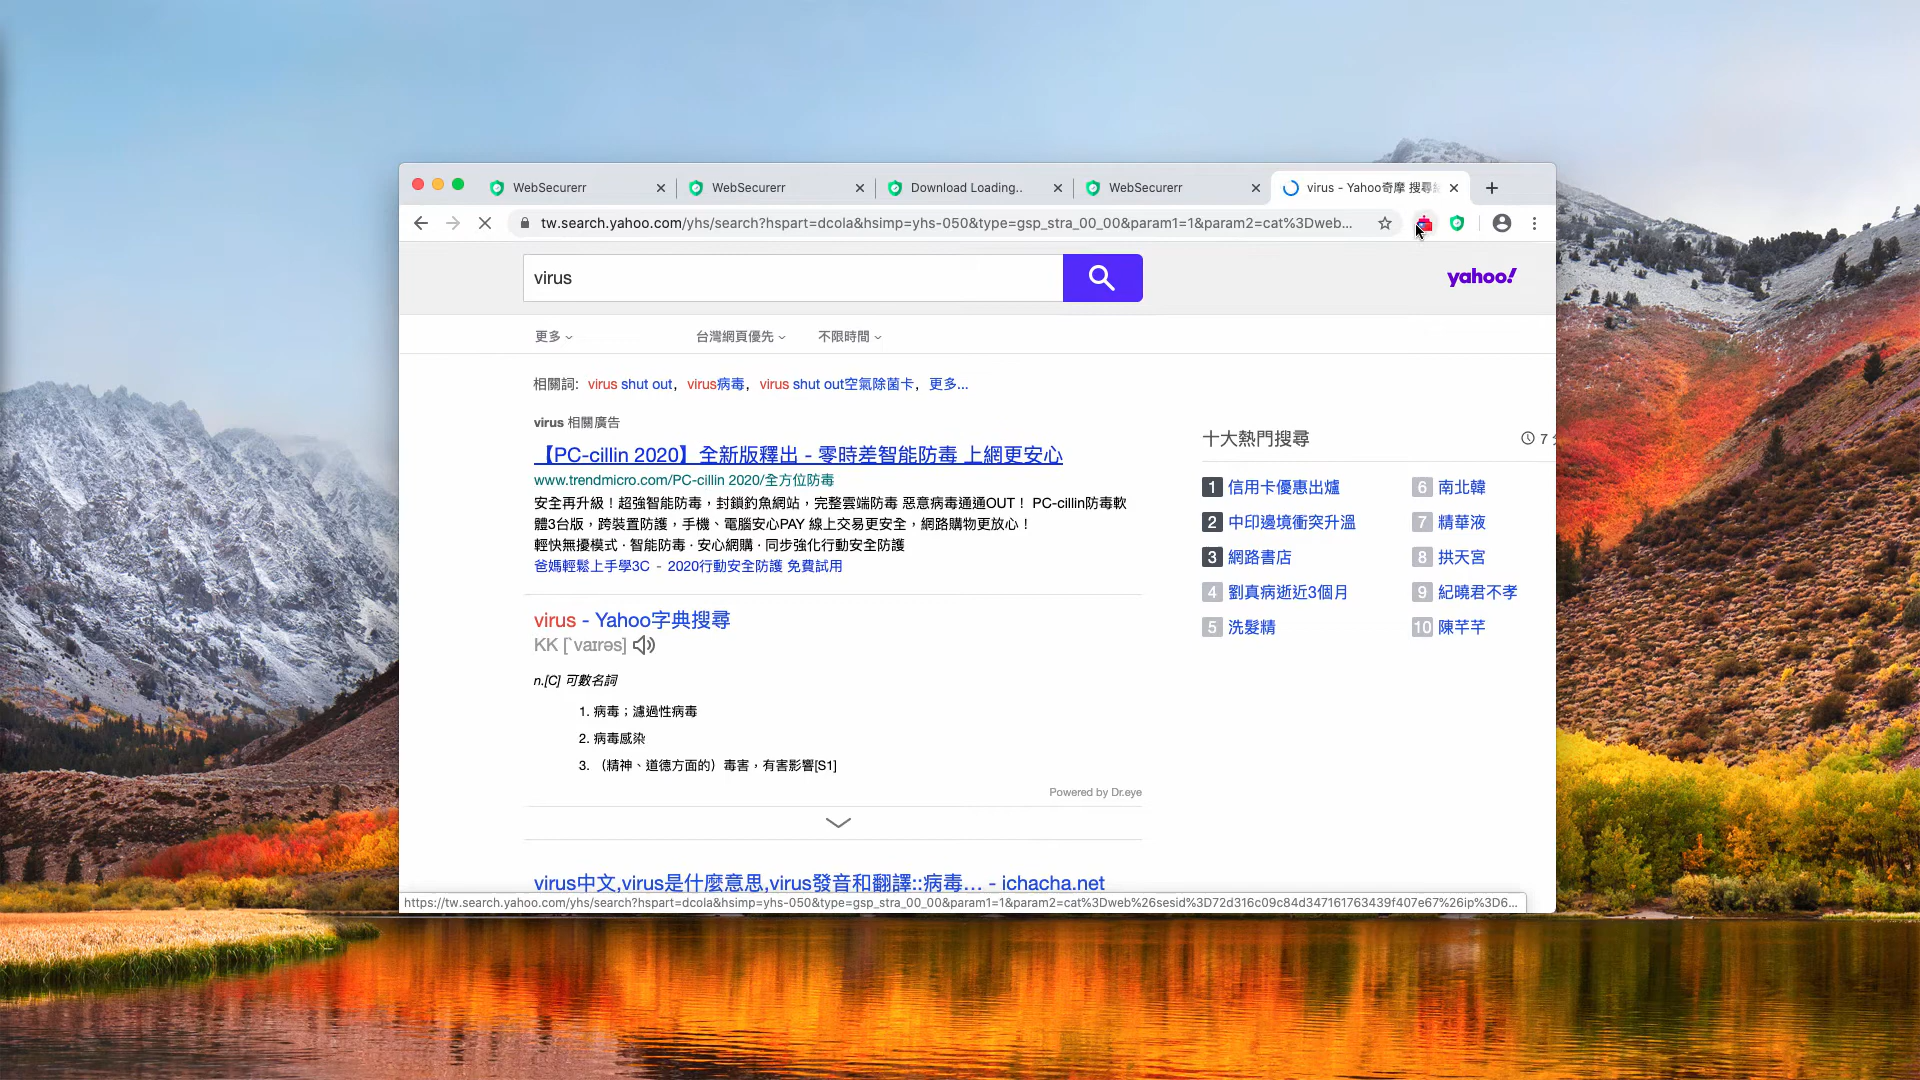 WebSecurerr
WebSecurerr
Download Loading..
WebSecurerr
virus - Yahoo奇摩 搜尋
tw.search.yahoo.com/yhs/search?hspart=dcola&hsimp=yhs-050&type=gsp_stra_00_00&param1=1&param2=cat%3Dweb...
virus
yahoo!
更多
台灣網頁優先
不限時間
相關詞: virus shut out, virus病毒, virus shut out空氣除菌卡, 更多...
virus 相關廣告
【PC-cillin 2020】全新版釋出 - 零時差智能防毒 上網更安心
www.trendmicro.com/PC-cillin 2020/全方位防毒
安全再升級！超強智能防毒，封鎖釣魚網站，完整雲端防毒 惡意病毒通通OUT！ PC-cillin防毒軟
體3台版，跨裝置防護，手機、電腦安心PAY 線上交易更安全，網路購物更放心！
輕快無擾模式 · 智能防毒 · 安心網購 · 同步強化行動安全防護
爸媽輕鬆上手學3C - 2020行動安全防護 免費試用
virus - Yahoo字典搜尋
KK [ˋvaɪrəs]
n.[C] 可數名詞
1. 病毒；濾過性病毒
2. 病毒感染
3. （精神、道德方面的）毒害，有害影響[S1]
Powered by Dr.eye
virus中文,virus是什麼意思,virus發音和翻譯::病毒… - ichacha.net
十大熱門搜尋
7
1 信用卡優惠出爐
2 中印邊境衝突升溫
3 網路書店
4 劉真病逝近3個月
5 洗髮精
6 南北韓
7 精華液
8 拱天宮
9 紀曉君不孝
10 陳芊芊
https://tw.search.yahoo.com/yhs/search?hspart=dcola&hsimp=yhs-050&type=gsp_stra_00_00&param1=1&param2=cat%3Dweb%26sesid%3D72d316c09c84d347161763439f407e67%26ip%3D6...